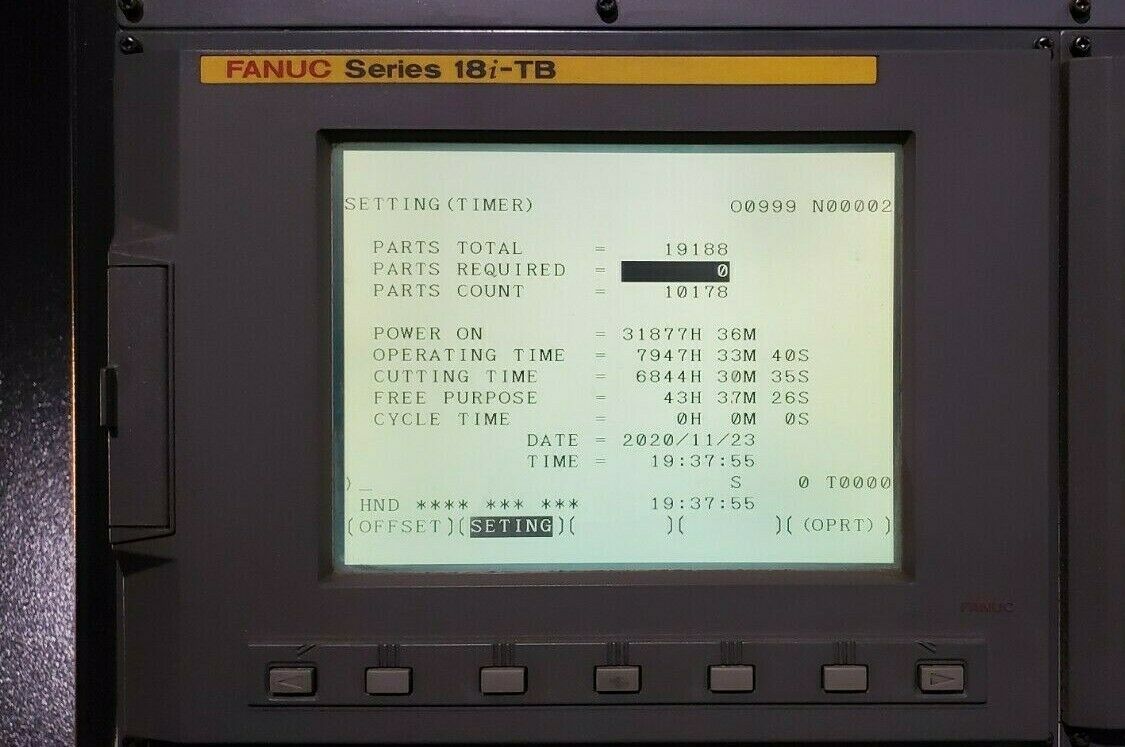 FANUC Series 18i-TB
SETTING(TIMER) O0999 N00002
PARTS TOTAL = 19188
PARTS REQUIRED = 0
PARTS COUNT = 10178
POWER ON = 31877H 36M
OPERATING TIME = 7947H 33M 40S
CUTTING TIME = 6844H 30M 35S
FREE PURPOSE = 43H 37M 26S
CYCLE TIME = 0H 0M 0S
DATE = 2020/11/23
TIME = 19:37:55
)_ S 0 T0000
HND **** *** *** 19:37:55
(OFFSET)(SETING)( )( )( (OPRT) )
FANUC